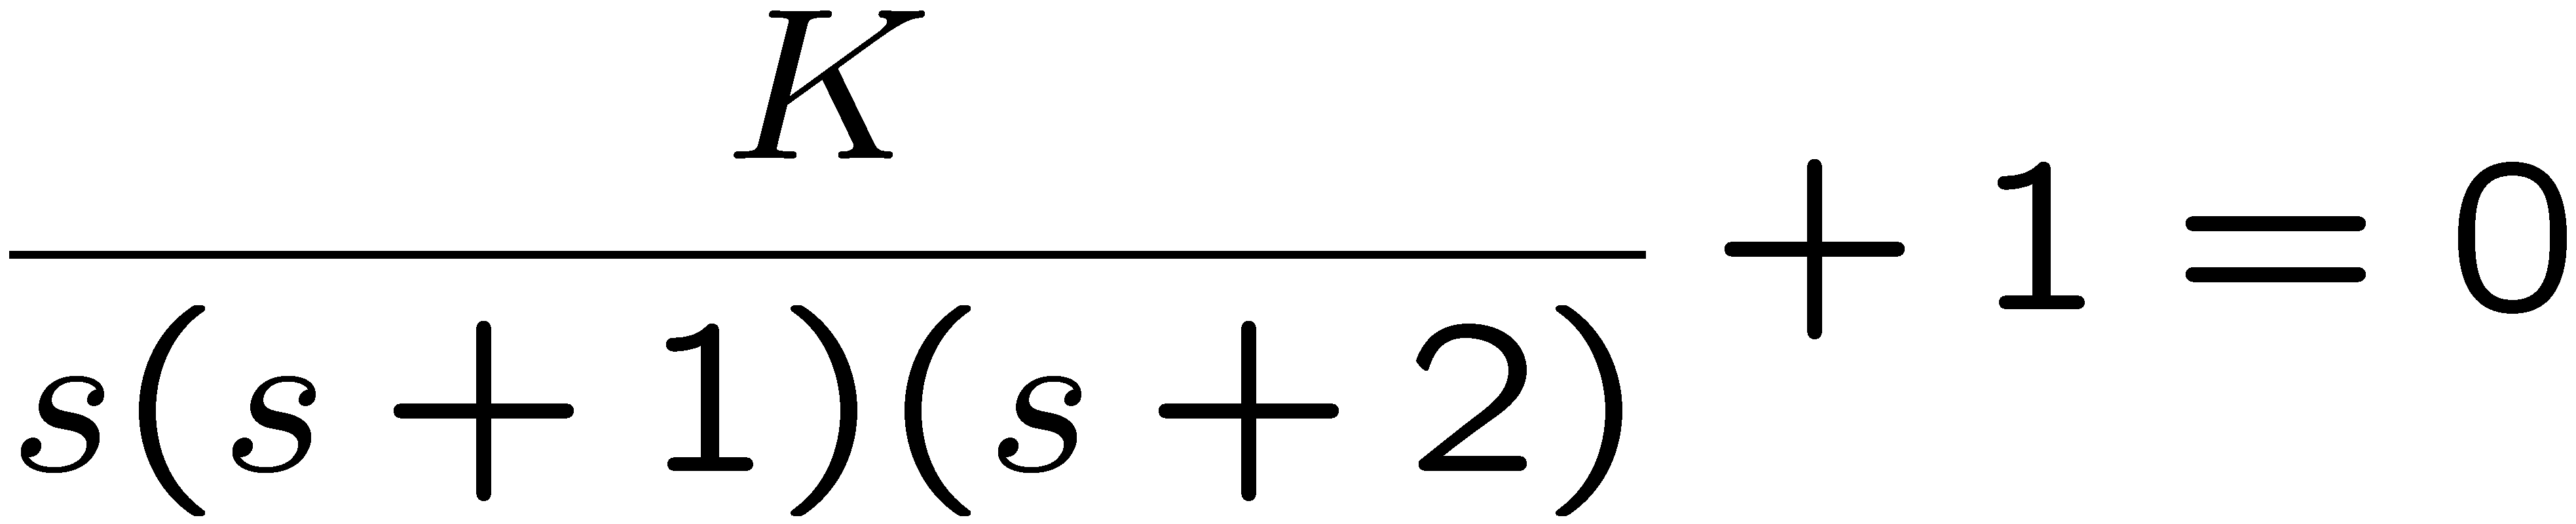 K/(s(s + 1)(s + 2)) + 1 = 0